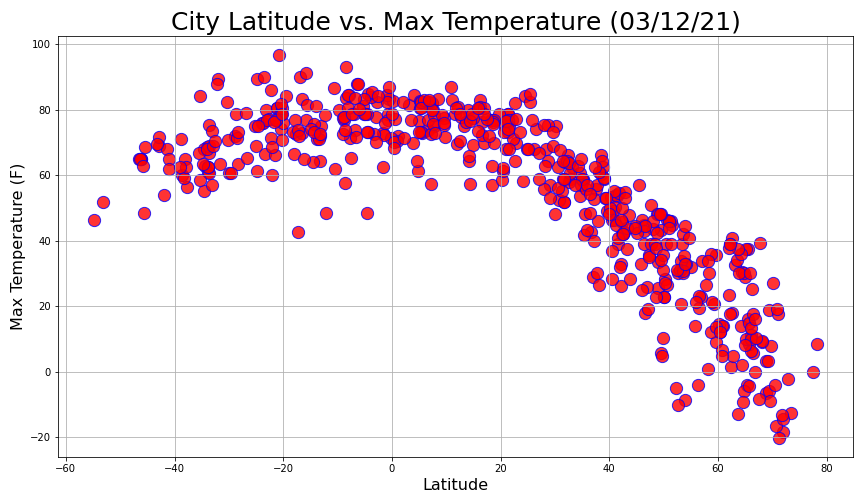 City Latitude vs. Max Temperature (03/12/21)
Max Temperature (F)
100
80
60
40
20
0
−20
−60 −40 −20 0 20 40 60 80
Latitude